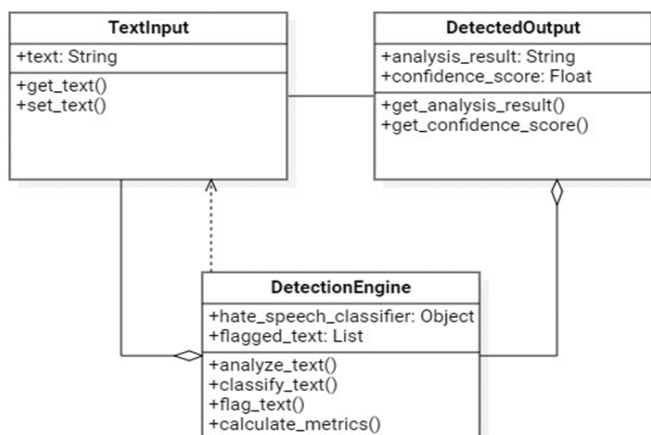 TextInput
+text: String
+get_text()
+set_text()
DetectedOutput
+analysis_result: String
+confidence_score: Float
+get_analysis_result()
+get_confidence_score()
DetectionEngine
+hate_speech_classifier: Object
+flagged_text: List
+analyze_text()
+classify_text()
+flag_text()
+calculate_metrics()